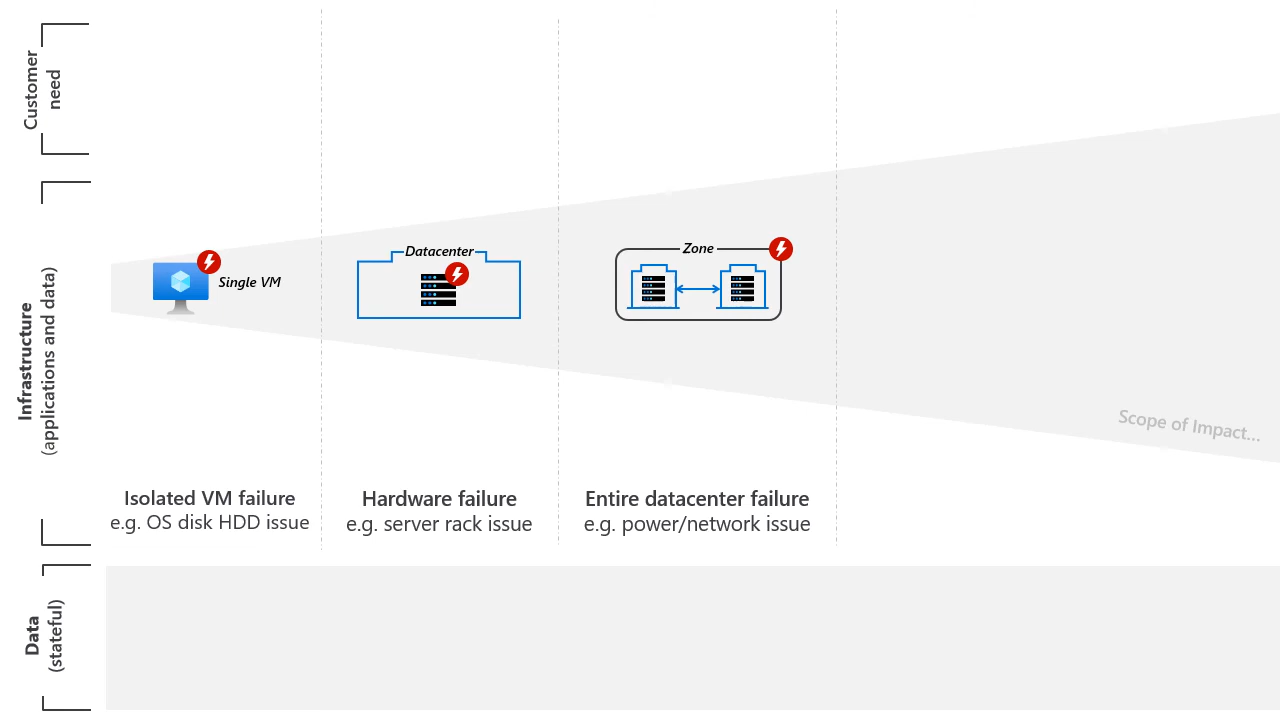 Customer
need
Infrastructure
(applications and data)
Data
(stateful)
Single VM
Datacenter
Zone
Scope of Impact...
Isolated VM failure
e.g. OS disk HDD issue
Hardware failure
e.g. server rack issue
Entire datacenter failure
e.g. power/network issue